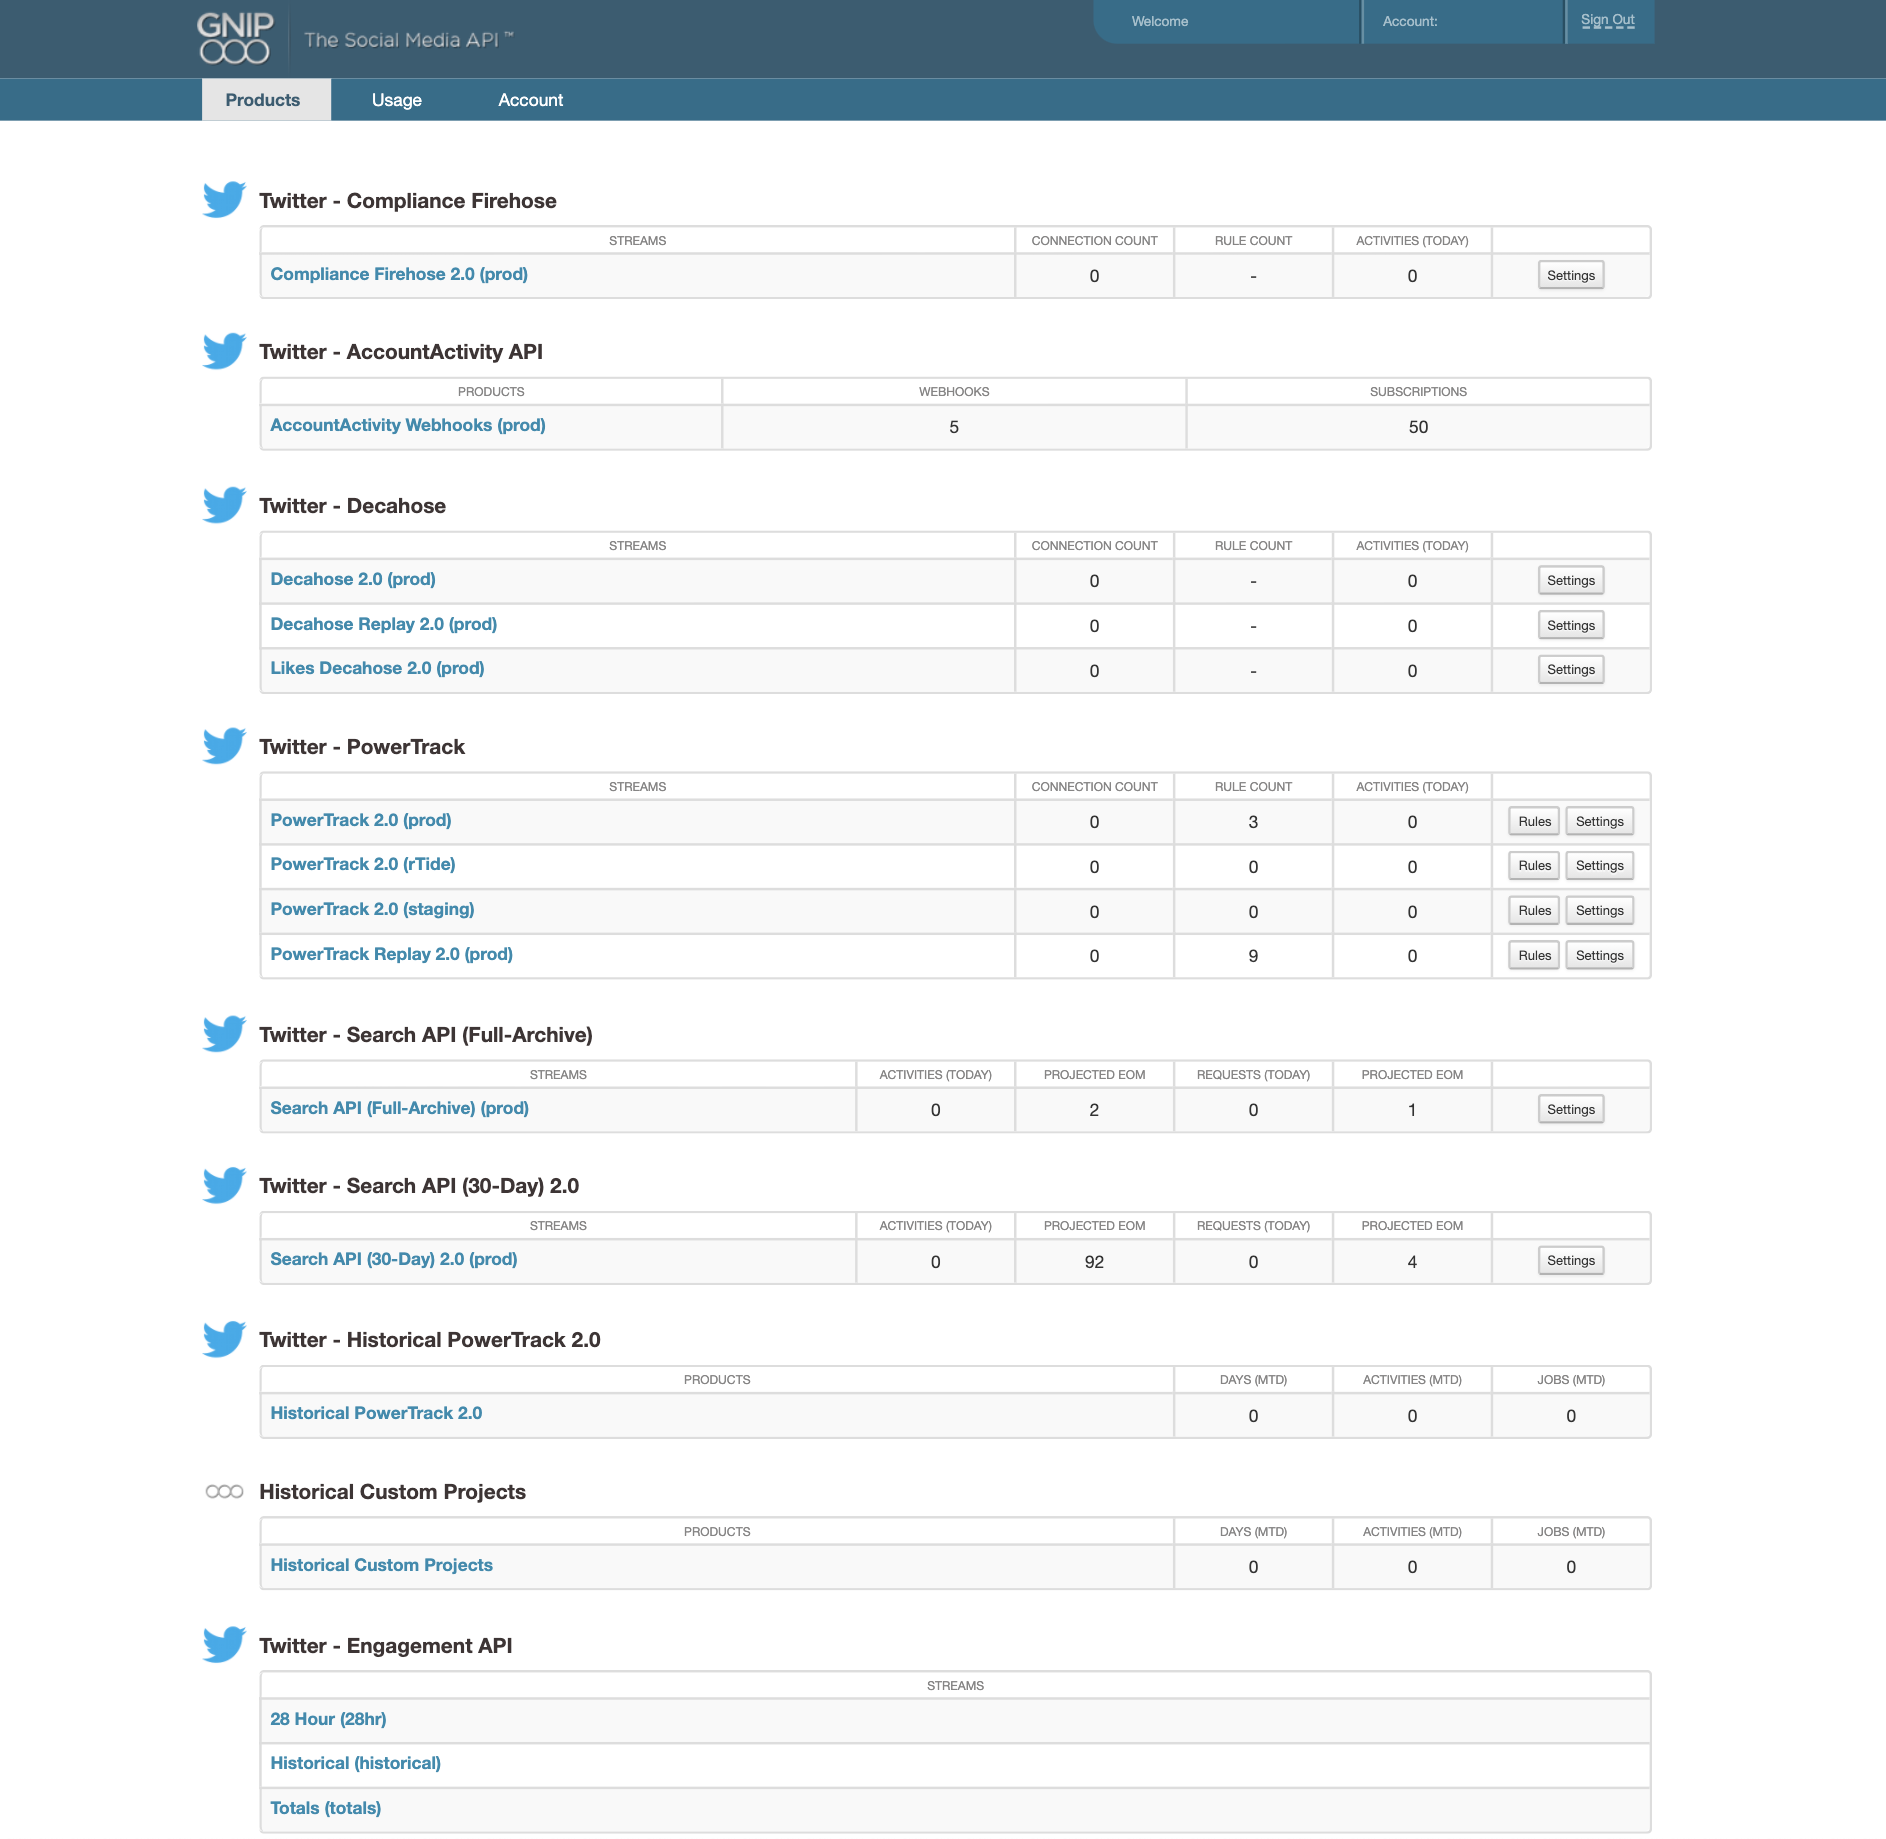 GNIP
The Social Media API ™
Welcome
Account:
Sign Out
Products Usage Account
Twitter - Compliance Firehose
STREAMS CONNECTION COUNT RULE COUNT ACTIVITIES (TODAY)
Compliance Firehose 2.0 (prod) 0 - 0 Settings
Twitter - AccountActivity API
PRODUCTS WEBHOOKS SUBSCRIPTIONS
AccountActivity Webhooks (prod) 5 50
Twitter - Decahose
STREAMS CONNECTION COUNT RULE COUNT ACTIVITIES (TODAY)
Decahose 2.0 (prod) 0 - 0 Settings
Decahose Replay 2.0 (prod) 0 - 0 Settings
Likes Decahose 2.0 (prod) 0 - 0 Settings
Twitter - PowerTrack
STREAMS CONNECTION COUNT RULE COUNT ACTIVITIES (TODAY)
PowerTrack 2.0 (prod) 0 3 0 Rules Settings
PowerTrack 2.0 (rTide) 0 0 0 Rules Settings
PowerTrack 2.0 (staging) 0 0 0 Rules Settings
PowerTrack Replay 2.0 (prod) 0 9 0 Rules Settings
Twitter - Search API (Full-Archive)
STREAMS ACTIVITIES (TODAY) PROJECTED EOM REQUESTS (TODAY) PROJECTED EOM
Search API (Full-Archive) (prod) 0 2 0 1 Settings
Twitter - Search API (30-Day) 2.0
STREAMS ACTIVITIES (TODAY) PROJECTED EOM REQUESTS (TODAY) PROJECTED EOM
Search API (30-Day) 2.0 (prod) 0 92 0 4 Settings
Twitter - Historical PowerTrack 2.0
PRODUCTS DAYS (MTD) ACTIVITIES (MTD) JOBS (MTD)
Historical PowerTrack 2.0 0 0 0
Historical Custom Projects
PRODUCTS DAYS (MTD) ACTIVITIES (MTD) JOBS (MTD)
Historical Custom Projects 0 0 0
Twitter - Engagement API
STREAMS
28 Hour (28hr)
Historical (historical)
Totals (totals)